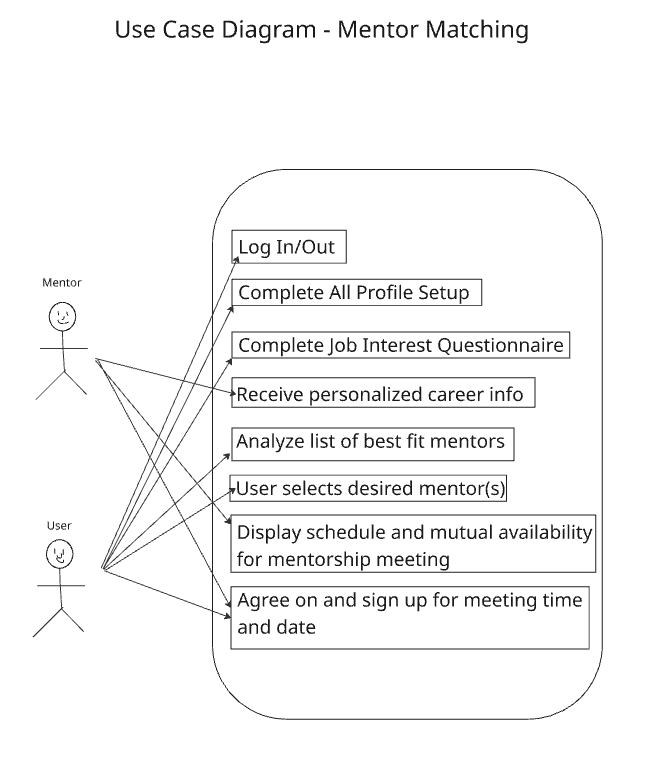 Use Case Diagram - Mentor Matching
Log In/Out
Mentor
Complete All Profile Setup
Complete Job Interest Questionnaire
Receive personalized career info
Analyze list of best fit mentors
User selects desired mentor(s)
User
Display schedule and mutual availability
for mentorship meeting
Agree on and sign up for meeting time
and date